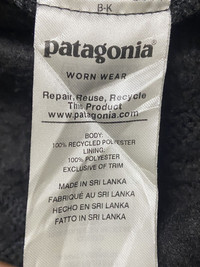 B-K
patagonia®
WORN WEAR
Repair, Reuse, Recycle
This Product
www.patagonia.com
BODY:
100% RECYCLED POLYESTER
LINING:
100% POLYESTER
EXCLUSIVE OF TRIM
MADE IN SRI LANKA
FABRIQUÉ AU SRI LANKA
HECHO EN SRI LANKA
FATTO IN SRI LANKA